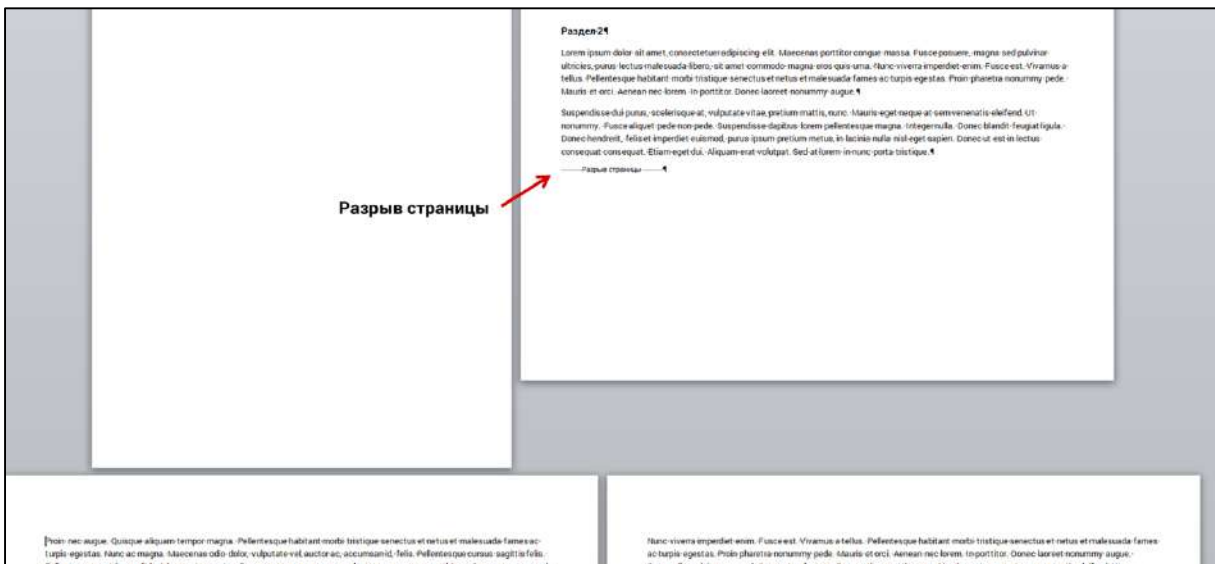 Раздел·2¶
Lorem ipsum dolor sit amet, consectetuer adipiscing elit. Maecenas porttitor congue massa. Fusce posuere, magna sed pulvinar
ultricies, purus lectus malesuada libero, sit amet commodo magna eros quis urna. Nunc viverra imperdiet enim. Fusce est. Vivamus a
tellus. Pellentesque habitant morbi tristique senectus et netus et malesuada fames ac turpis egestas. Proin pharetra nonummy pede.
Mauris et orci. Aenean nec lorem. In porttitor. Donec laoreet nonummy augue.¶
Suspendisse dui purus, scelerisque at, vulputate vitae, pretium mattis, nunc. Mauris eget neque at sem venenatis eleifend. Ut
nonummy. Fusce aliquet pede non pede. Suspendisse dapibus lorem pellentesque magna. Integer nulla. Donec blandit feugiat ligula.
Donec hendrerit, felis et imperdiet euismod, purus ipsum pretium metus, in lacinia nulla nisl eget sapien. Donec ut est in lectus
consequat consequat. Etiam eget dui. Aliquam erat volutpat. Sed at lorem in nunc porta tristique.¶
Разрыв страницы¶
Разрыв страницы
Proin nec augue. Quisque aliquam tempor magna. Pellentesque habitant morbi tristique senectus et netus et malesuada fames ac
turpis egestas. Nunc ac magna. Maecenas odio dolor, vulputate vel, auctor ac, accumsan id, felis. Pellentesque cursus sagittis felis.
Nunc viverra imperdiet enim. Fusce est. Vivamus a tellus. Pellentesque habitant morbi tristique senectus et netus et malesuada fames
ac turpis egestas. Proin pharetra nonummy pede. Mauris et orci. Aenean nec lorem. In porttitor. Donec laoreet nonummy augue.